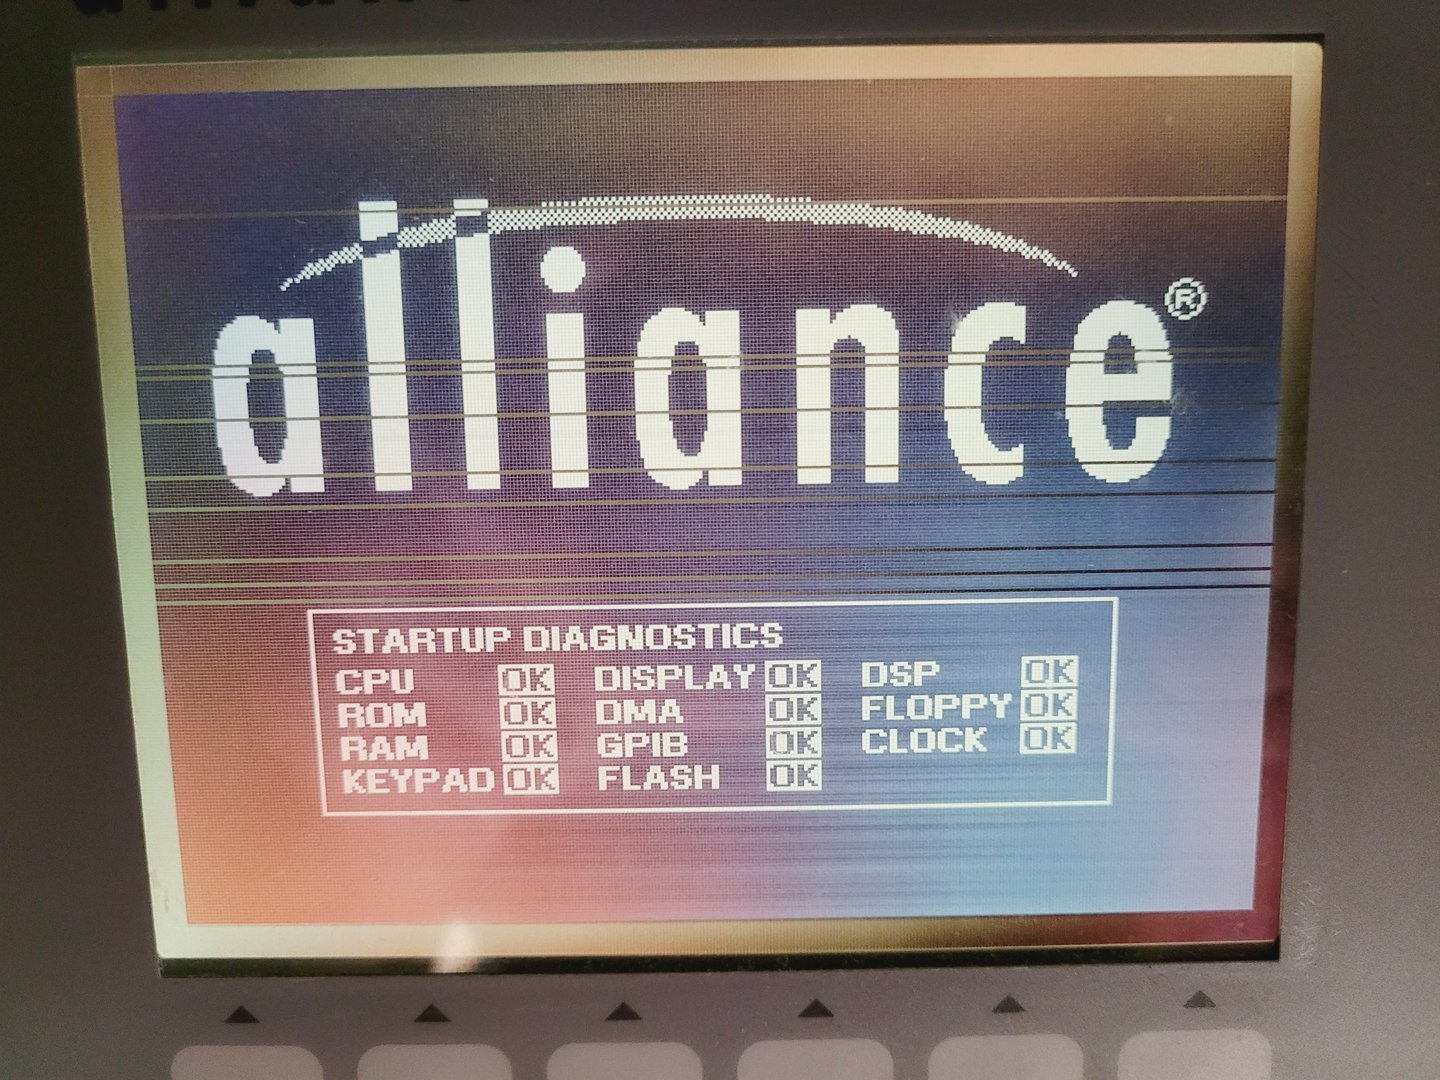 alliance®
STARTUP DIAGNOSTICS
CPU OK DISPLAY OK DSP OK
ROM OK DMA OK FLOPPY OK
RAM OK GPIB OK CLOCK OK
KEYPAD OK FLASH OK